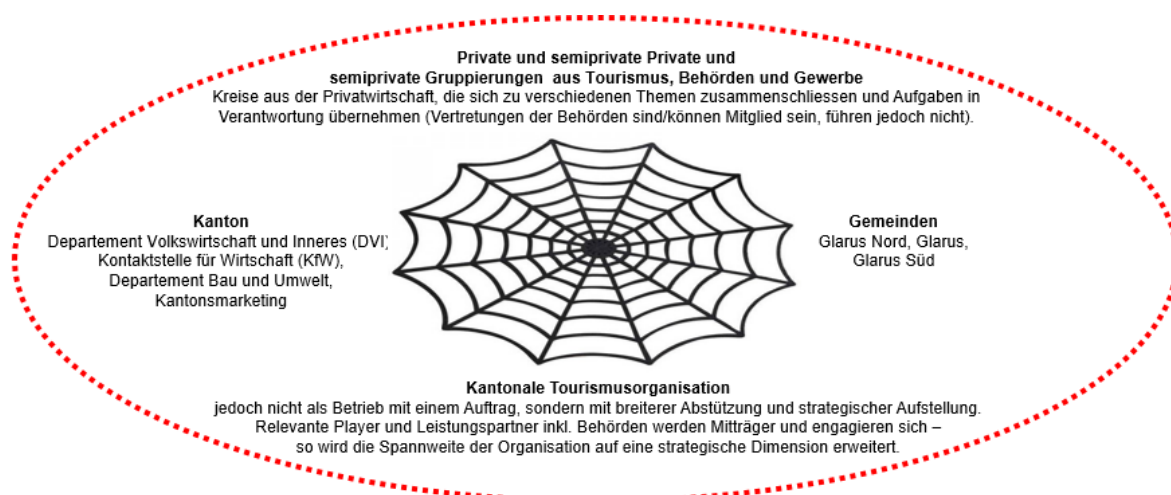 Private und semiprivate Private und
semiprivate Gruppierungen aus Tourismus, Behörden und Gewerbe
Kreise aus der Privatwirtschaft, die sich zu verschiedenen Themen zusammenschliessen und Aufgaben in
Verantwortung übernehmen (Vertretungen der Behörden sind/können Mitglied sein, führen jedoch nicht).
Kanton
Departement Volkswirtschaft und Inneres (DVI)
Kontaktstelle für Wirtschaft (KfW),
Departement Bau und Umwelt,
Kantonsmarketing
Gemeinden
Glarus Nord, Glarus,
Glarus Süd
Kantonale Tourismusorganisation
jedoch nicht als Betrieb mit einem Auftrag, sondern mit breiterer Abstützung und strategischer Aufstellung.
Relevante Player und Leistungspartner inkl. Behörden werden Mitträger und engagieren sich –
so wird die Spannweite der Organisation auf eine strategische Dimension erweitert.